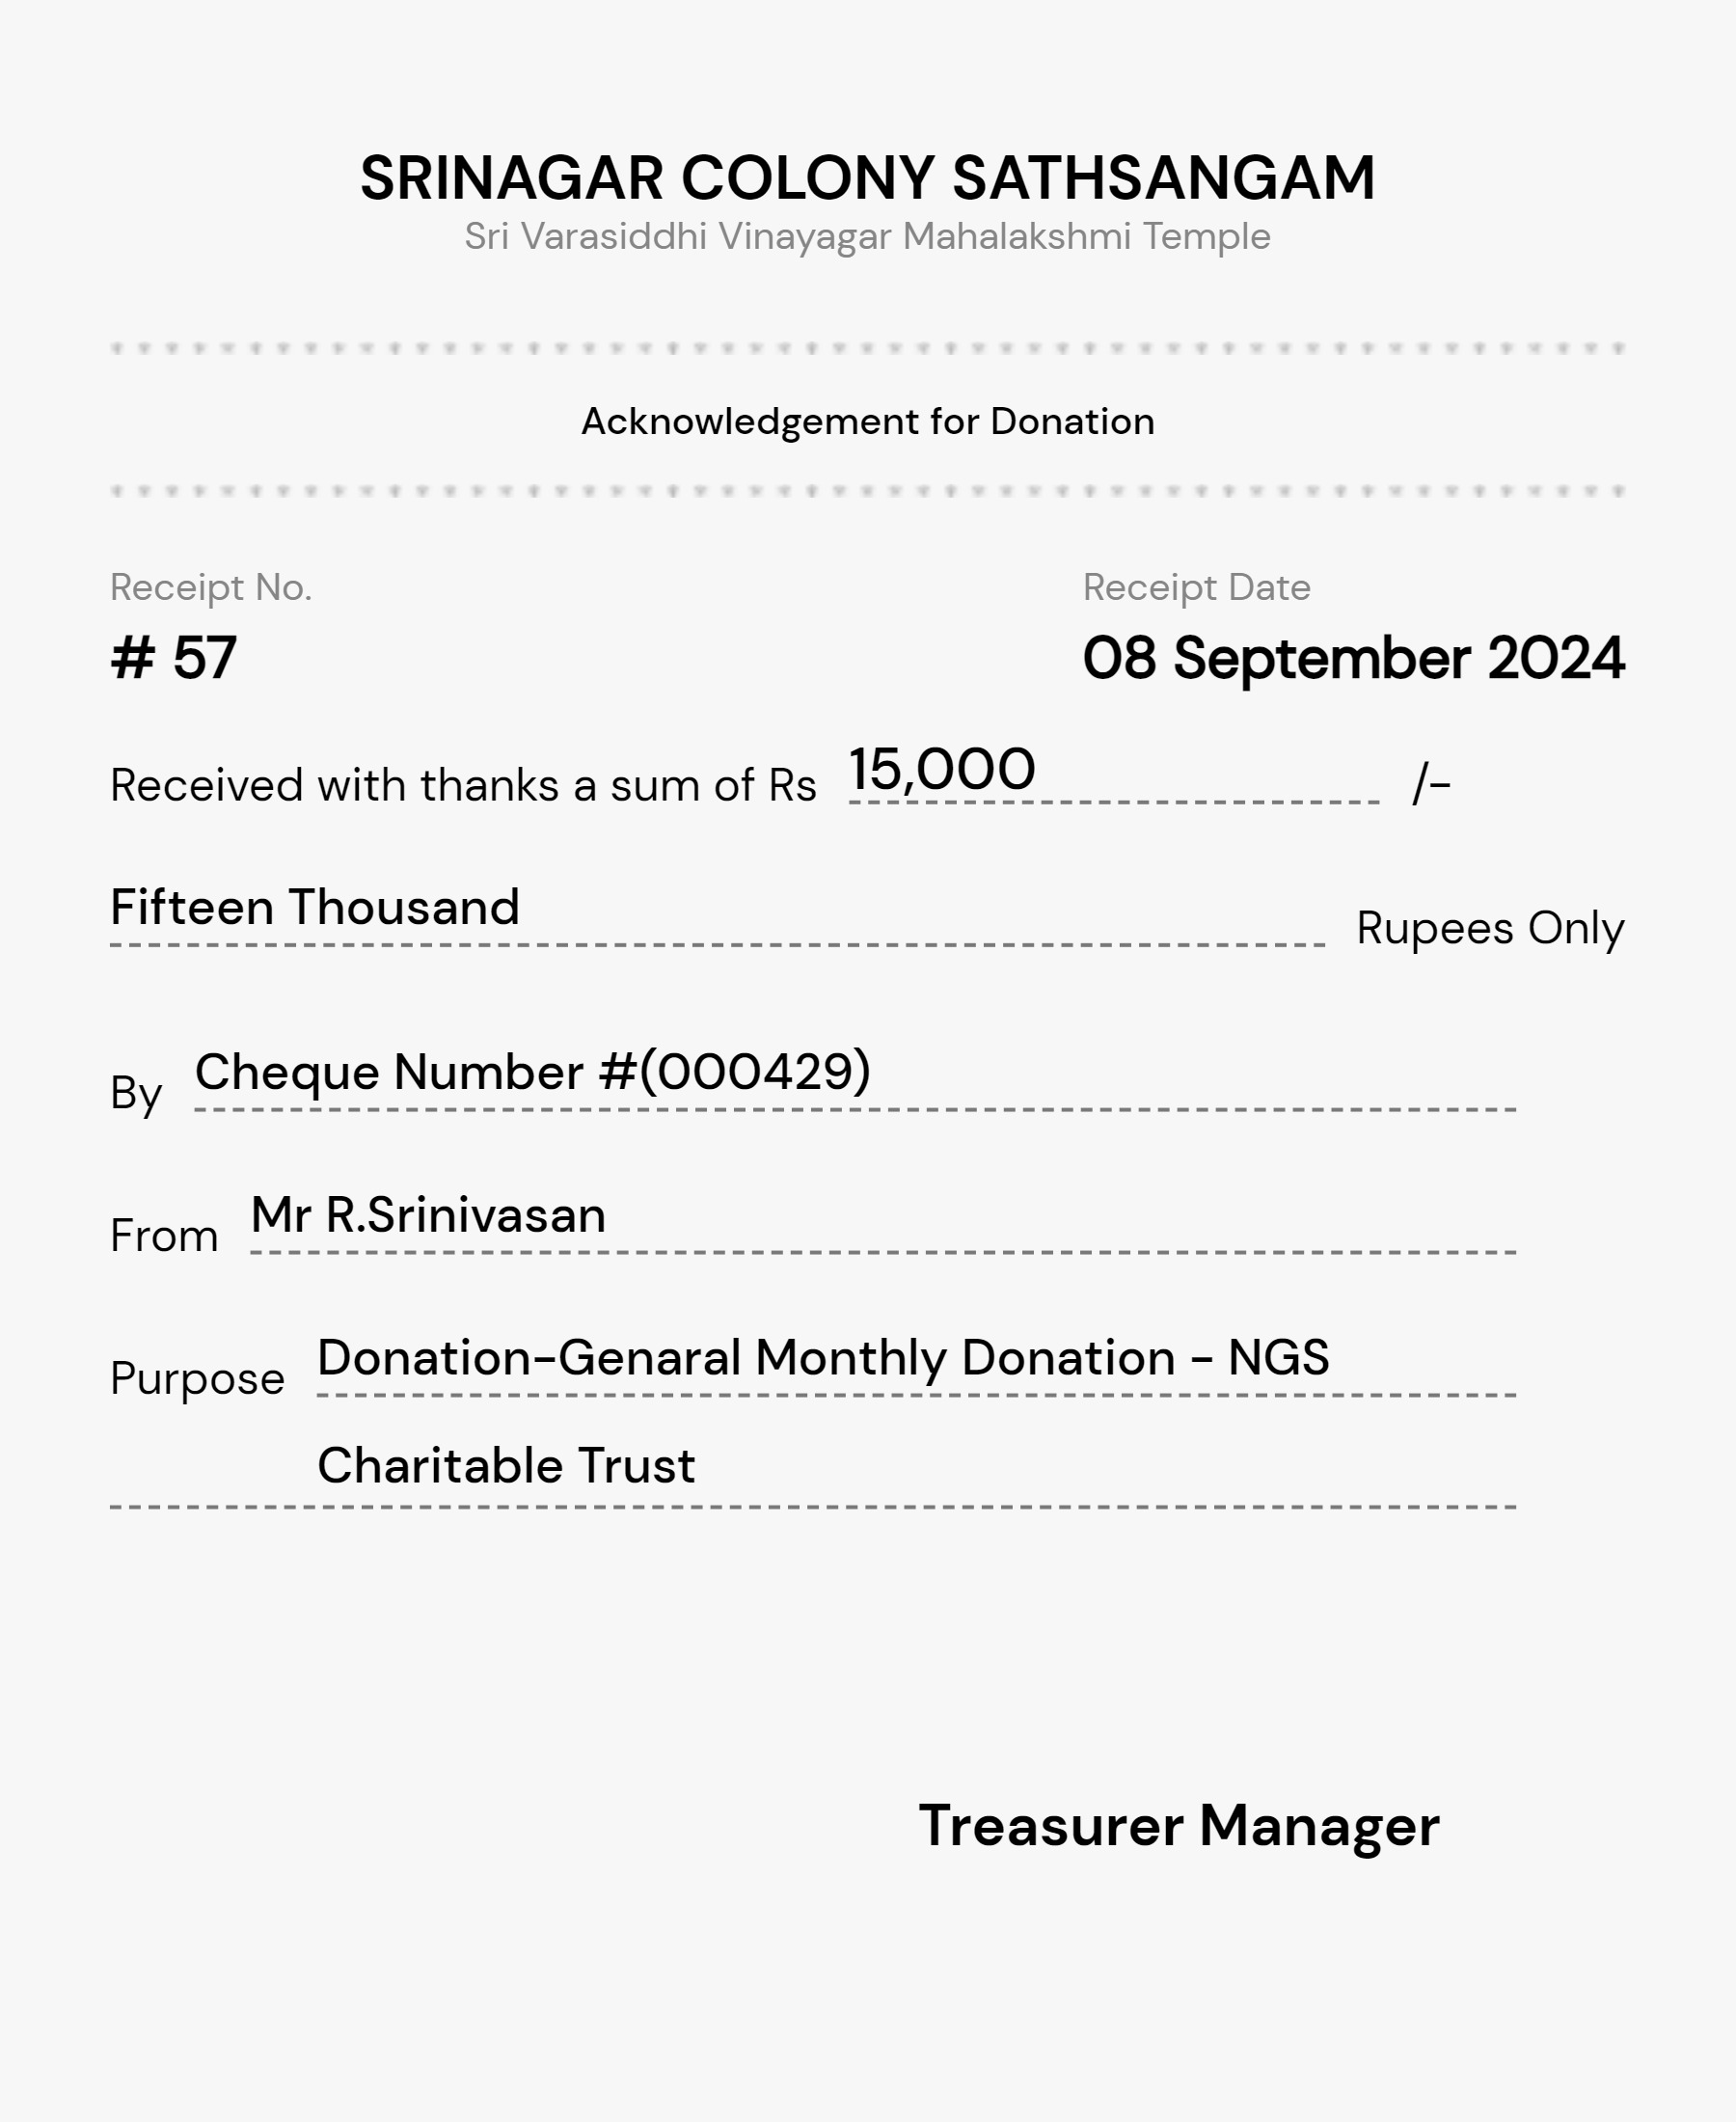 SRINAGAR COLONY SATHSANGAM
Sri Varasiddhi Vinayagar Mahalakshmi Temple
Acknowledgement for Donation
Receipt No. Receipt Date
# 57 08 September 2024
Received with thanks a sum of Rs 15,000 /-
Fifteen Thousand Rupees Only
By Cheque Number #(000429)
From Mr R.Srinivasan
Purpose Donation-Genaral Monthly Donation - NGS
Charitable Trust
Treasurer Manager